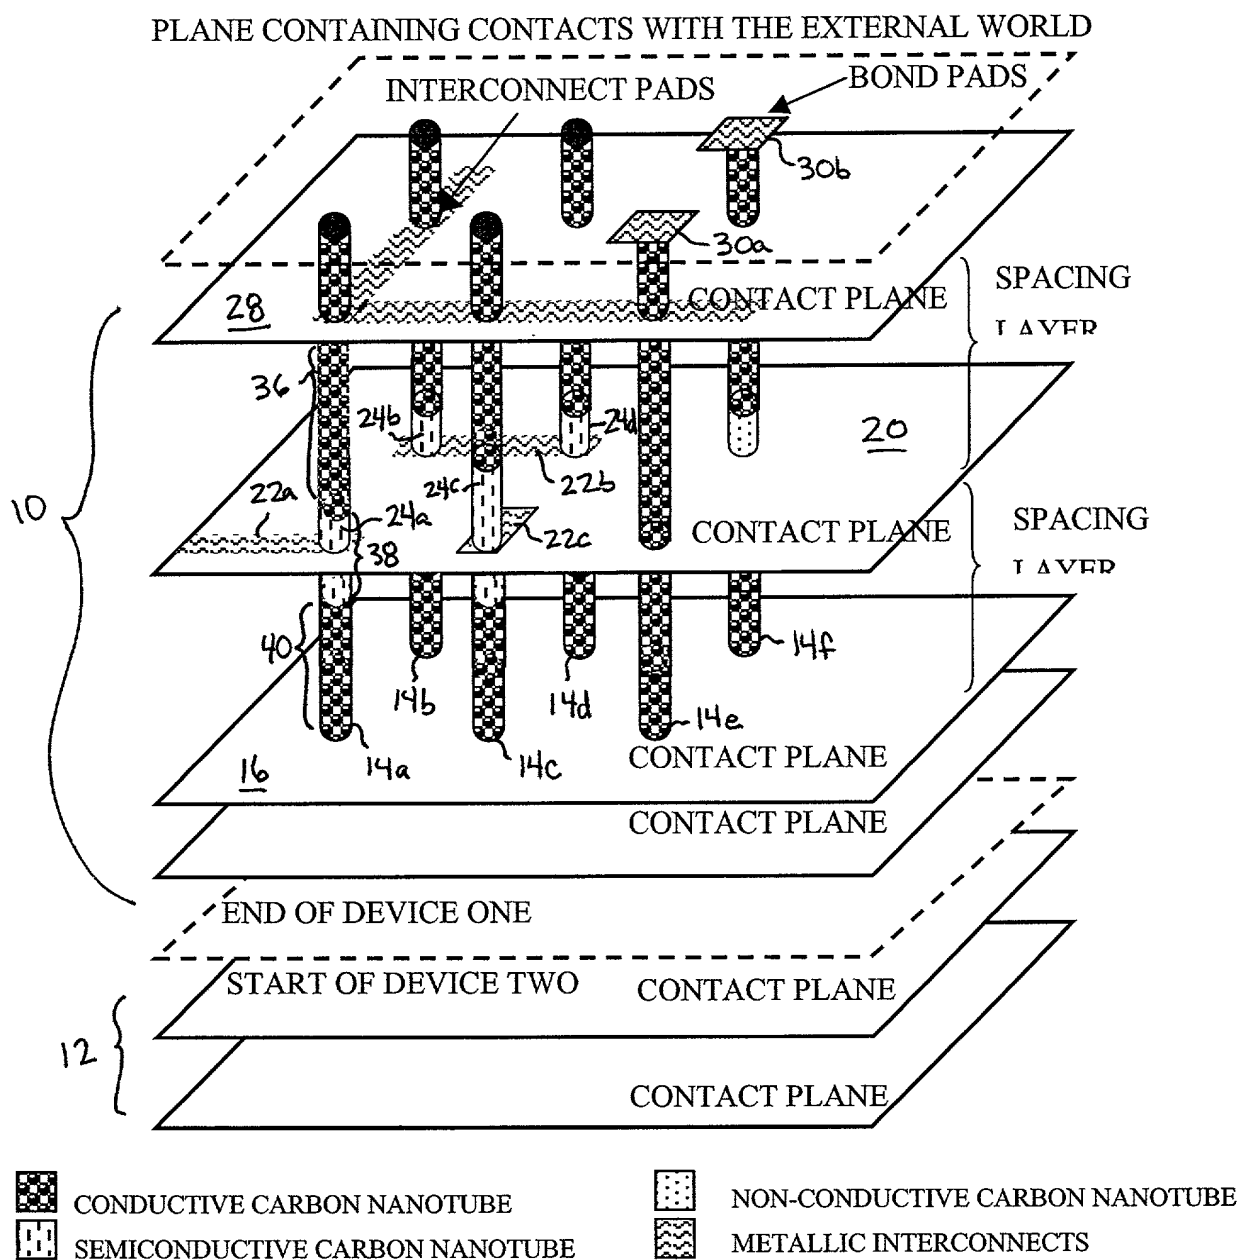 PLANE CONTAINING CONTACTS WITH THE EXTERNAL WORLD
INTERCONNECT PADS
BOND PADS
30b
30a
28
CONTACT PLANE
SPACING
LAYER
36
24b
24d
20
10
22a
24c
22b
24a
22c
38
CONTACT PLANE
SPACING
LAYER
40
14f
14b
14d
14e
16
14a
14c
CONTACT PLANE
CONTACT PLANE
END OF DEVICE ONE
START OF DEVICE TWO
CONTACT PLANE
12
CONTACT PLANE
CONDUCTIVE CARBON NANOTUBE
NON-CONDUCTIVE CARBON NANOTUBE
SEMICONDUCTIVE CARBON NANOTUBE
METALLIC INTERCONNECTS